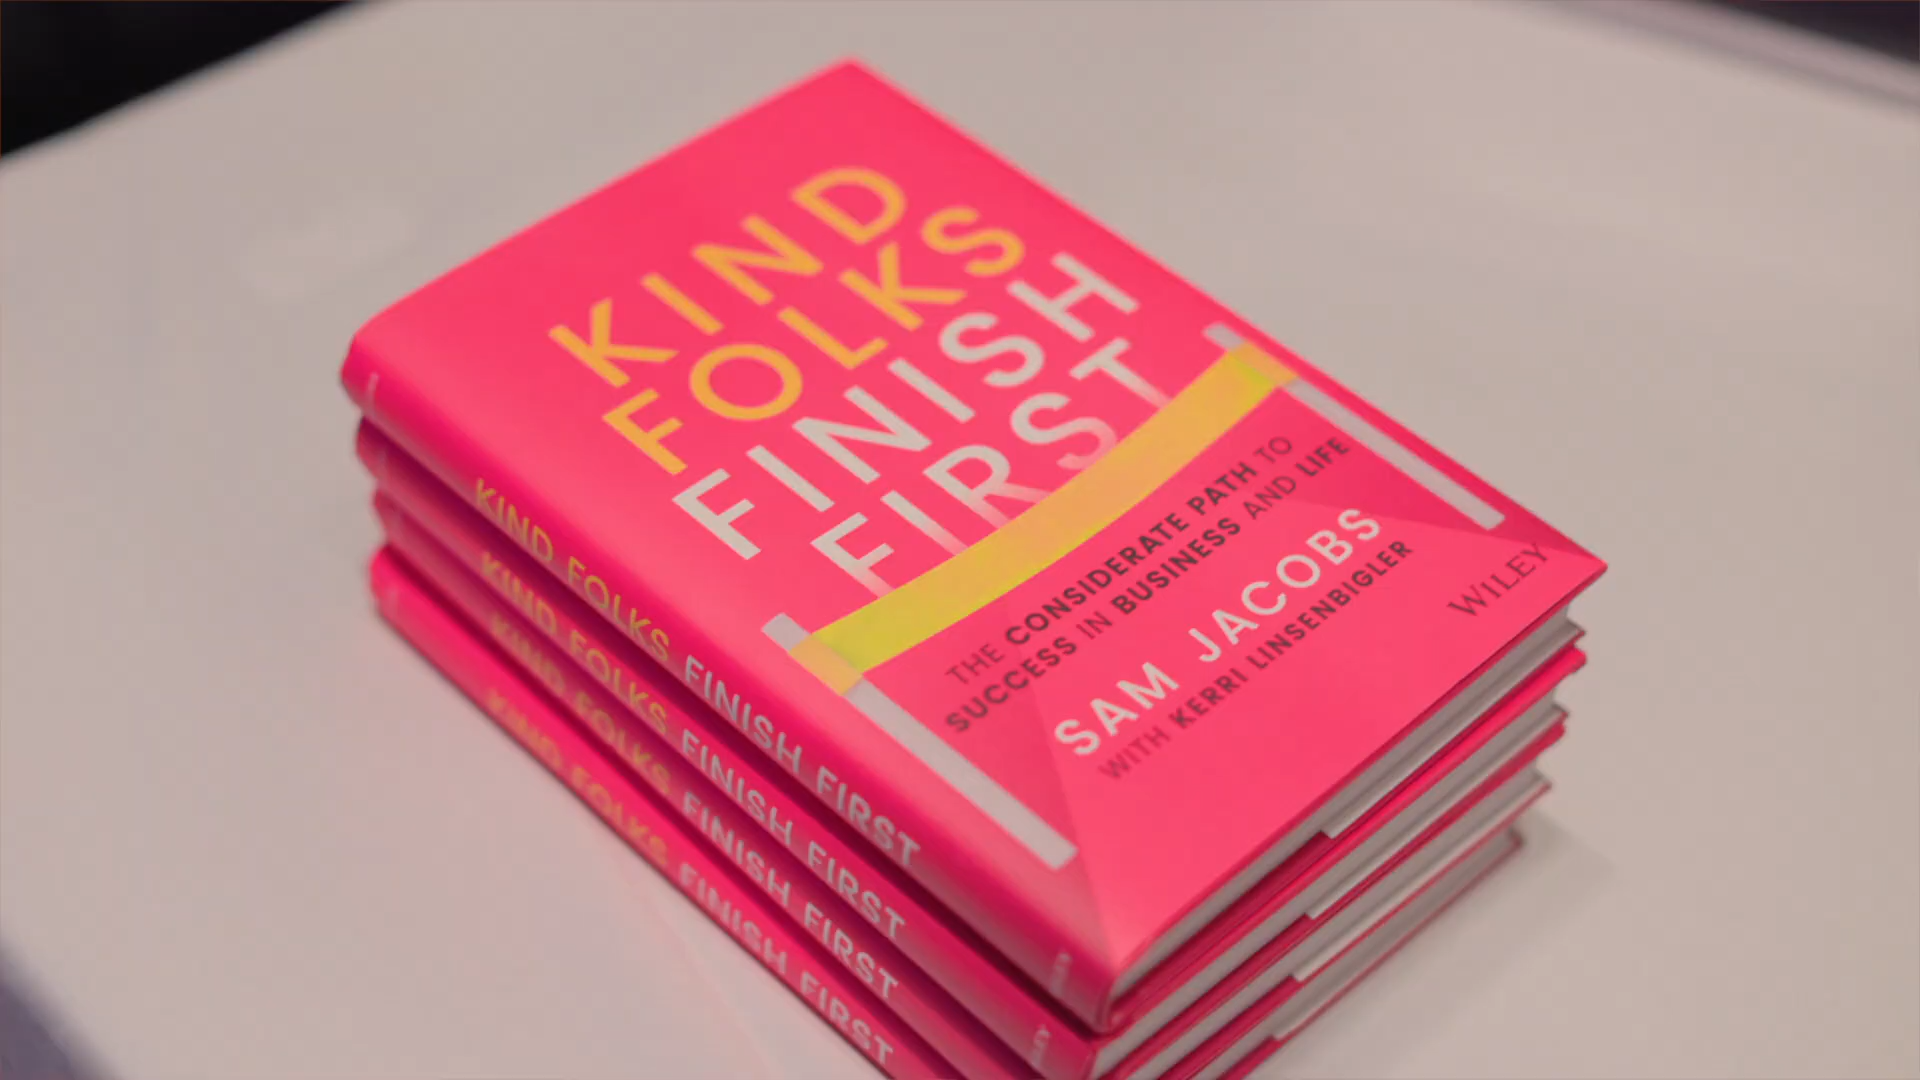 KIND
FOLKS
FINISH
FIRST
THE CONSIDERATE PATH TO
SUCCESS IN BUSINESS AND LIFE
SAM JACOBS
WITH KERRI LINSENBIGLER
WILEY
KIND FOLKS FINISH FIRST
KIND FOLKS FINISH FIRST
KIND FOLKS FINISH FIRST
KIND FOLKS FINISH FIRST